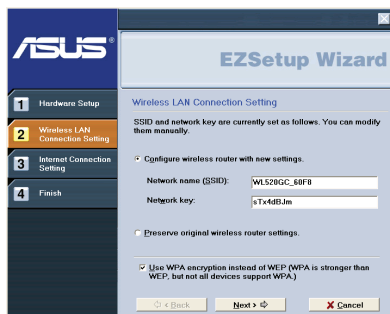 ASUS®
EZSetup Wizard
1 Hardware Setup
2 Wireless LAN
Connection Setting
3 Internet Connection
Setting
4 Finish
Wireless LAN Connection Setting
SSID and network key are currently set as follows. You can modify
them manually.
Configure wireless router with new settings.
Network name (SSID): WL520GC_60F8
Network key: sTx4dBJm
Preserve original wireless router settings.
Use WPA encryption instead of WEP (WPA is stronger than
WEP, but not all devices support WPA.)
< Back Next > Cancel